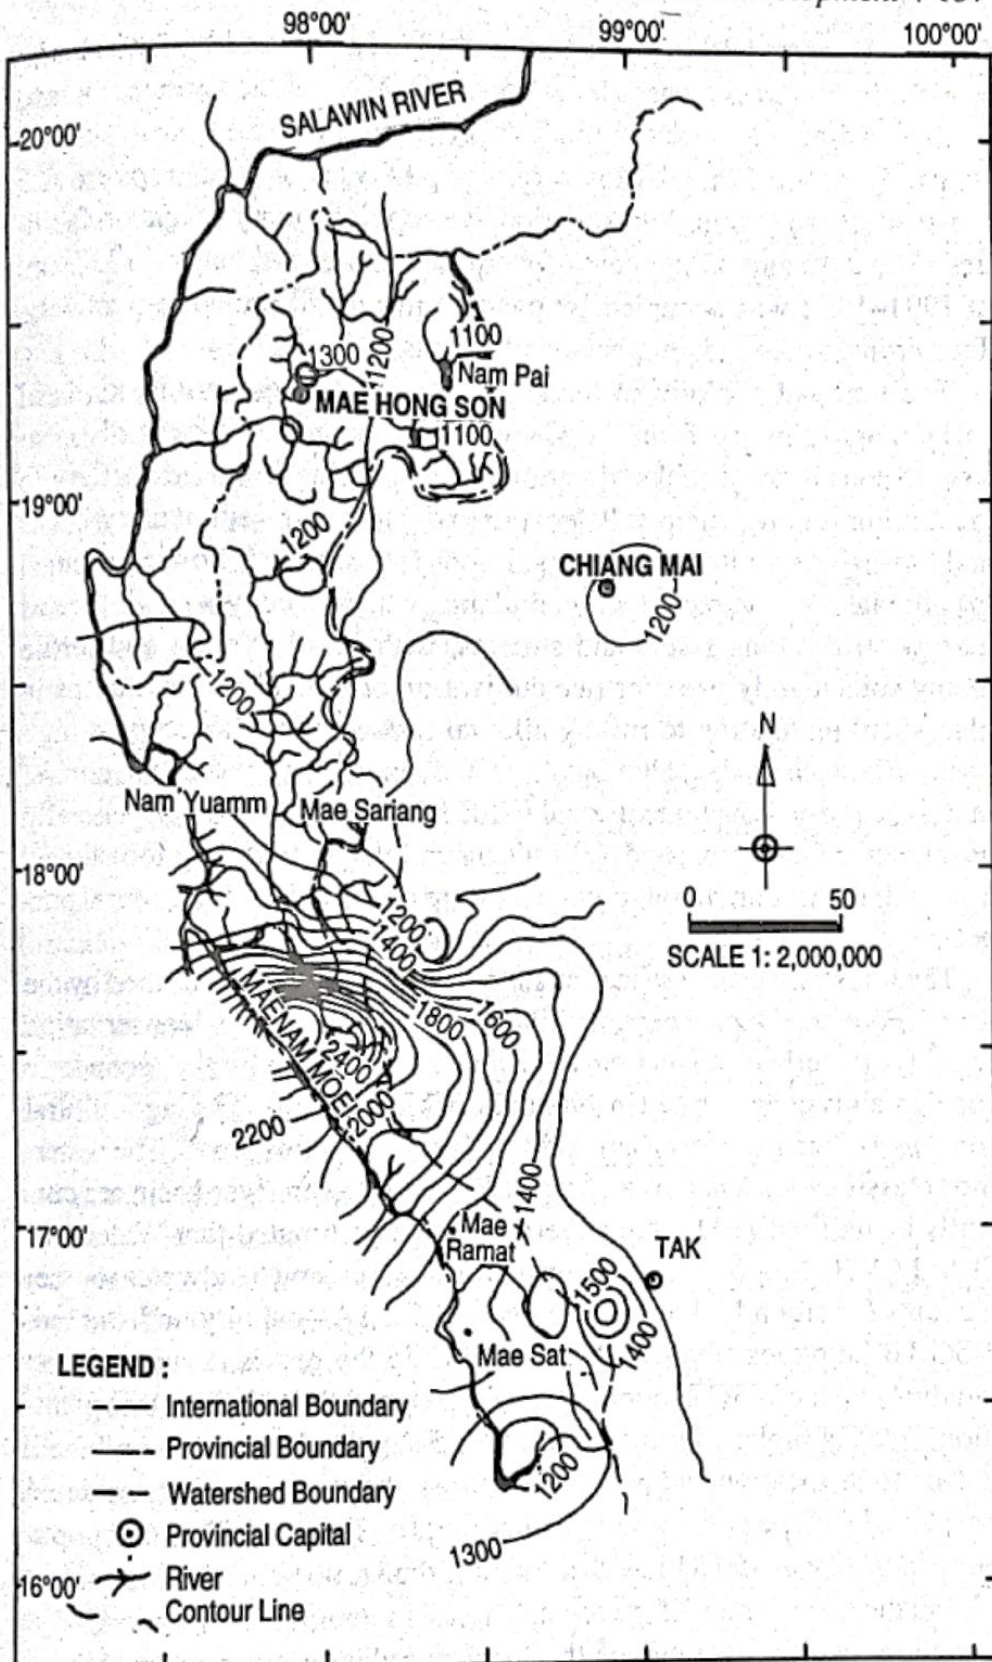 98°00'
99°00'
100°00'
SALAWIN RIVER
20°00'
1300
1200
1100
Nam Pai
MAE HONG SON
1100
19°00'
1200
CHIANG MAI
1200
1200
N
Nam Yuamm
Mae Sariang
18°00'
0 50
SCALE 1: 2,000,000
1200
1400
MAENAM MOEI
1800
1600
2400
2000
2200
1400
17°00'
Mae
Ramat
TAK
1500
1400
Mae Sat
LEGEND :
International Boundary
Provincial Boundary
Watershed Boundary
Provincial Capital
River
Contour Line
1200
1300
16°00'